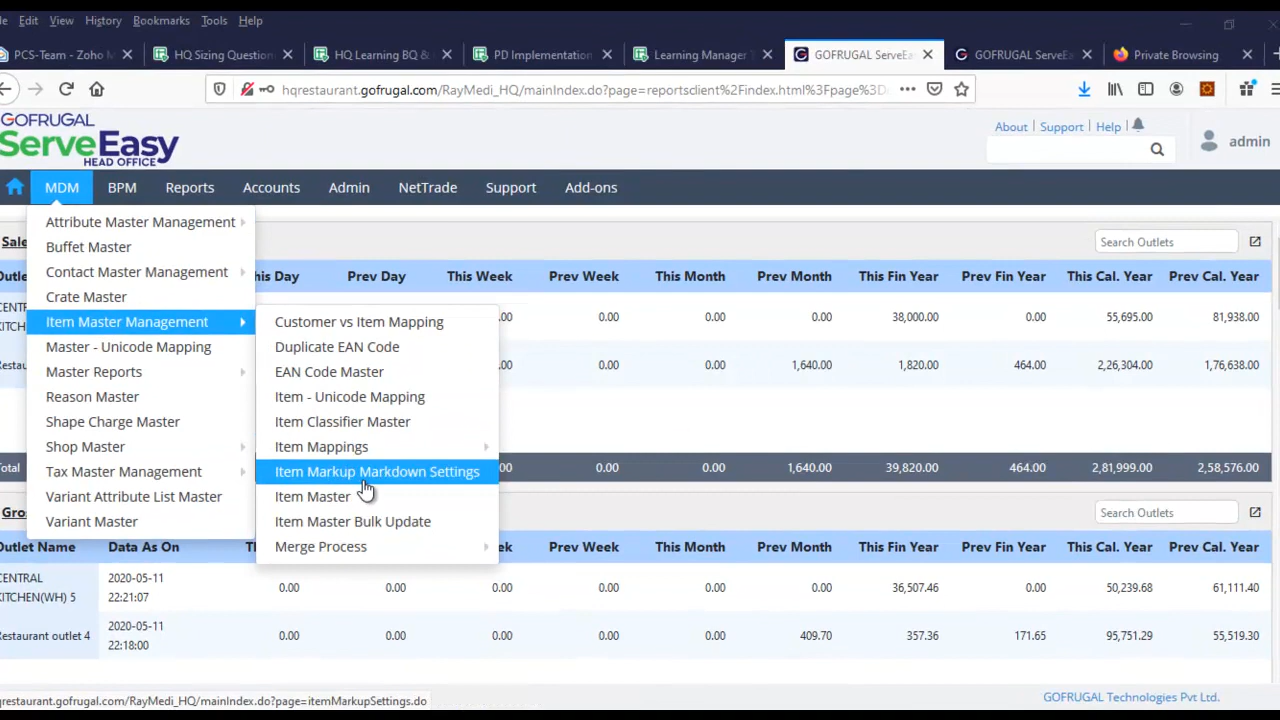 le Edit View History Bookmarks Tools Help
PCS-Team - Zoho M HQ Sizing Question HQ Learning BQ & PD Implementation Learning Manager GOFRUGAL ServeEa GOFRUGAL ServeEa Private Browsing
hqrestaurant.gofrugal.com/RayMedi_HQ/mainIndex.do?page=reportsclient%2Findex.html%3Fpage%3D
GOFRUGAL
ServeEasy
HEAD OFFICE
About | Support | Help |
admin
MDM BPM Reports Accounts Admin NetTrade Support Add-ons
Attribute Master Management
Buffet Master
Contact Master Management
Crate Master
Item Master Management
Master - Unicode Mapping
Master Reports
Reason Master
Shape Charge Master
Shop Master
Tax Master Management
Variant Attribute List Master
Variant Master
Customer vs Item Mapping
Duplicate EAN Code
EAN Code Master
Item - Unicode Mapping
Item Classifier Master
Item Mappings
Item Markup Markdown Settings
Item Master
Item Master Bulk Update
Merge Process
Sale Search Outlets
Outle his Day Prev Day This Week Prev Week This Month Prev Month This Fin Year Prev Fin Year This Cal. Year Prev Cal. Year
CENT
KITCH 00 0.00 0.00 0.00 38,000.00 0.00 55,695.00 81,938.00
Restau 00 0.00 0.00 1,640.00 1,820.00 464.00 2,26,304.00 1,76,638.00
Total 00 0.00 0.00 1,640.00 39,820.00 464.00 2,81,999.00 2,58,576.00
Gro Search Outlets
Outlet Name Data As On T ek Prev Week This Month Prev Month This Fin Year Prev Fin Year This Cal. Year Prev Cal. Year
CENTRAL
KITCHEN(WH) 5 2020-05-11
22:21:07 0.00 0.00 0.00 0.00 0.00 0.00 36,507.46 0.00 50,239.68 61,111.40
Restaurant outlet 4 2020-05-11
22:18:00 0.00 0.00 0.00 0.00 0.00 409.70 357.36 171.65 95,751.29 55,519.30
qrestaurant.gofrugal.com/RayMedi_HQ/mainIndex.do?page=itemMarkupSettings.do
GOFRUGAL Technologies Pvt Ltd.